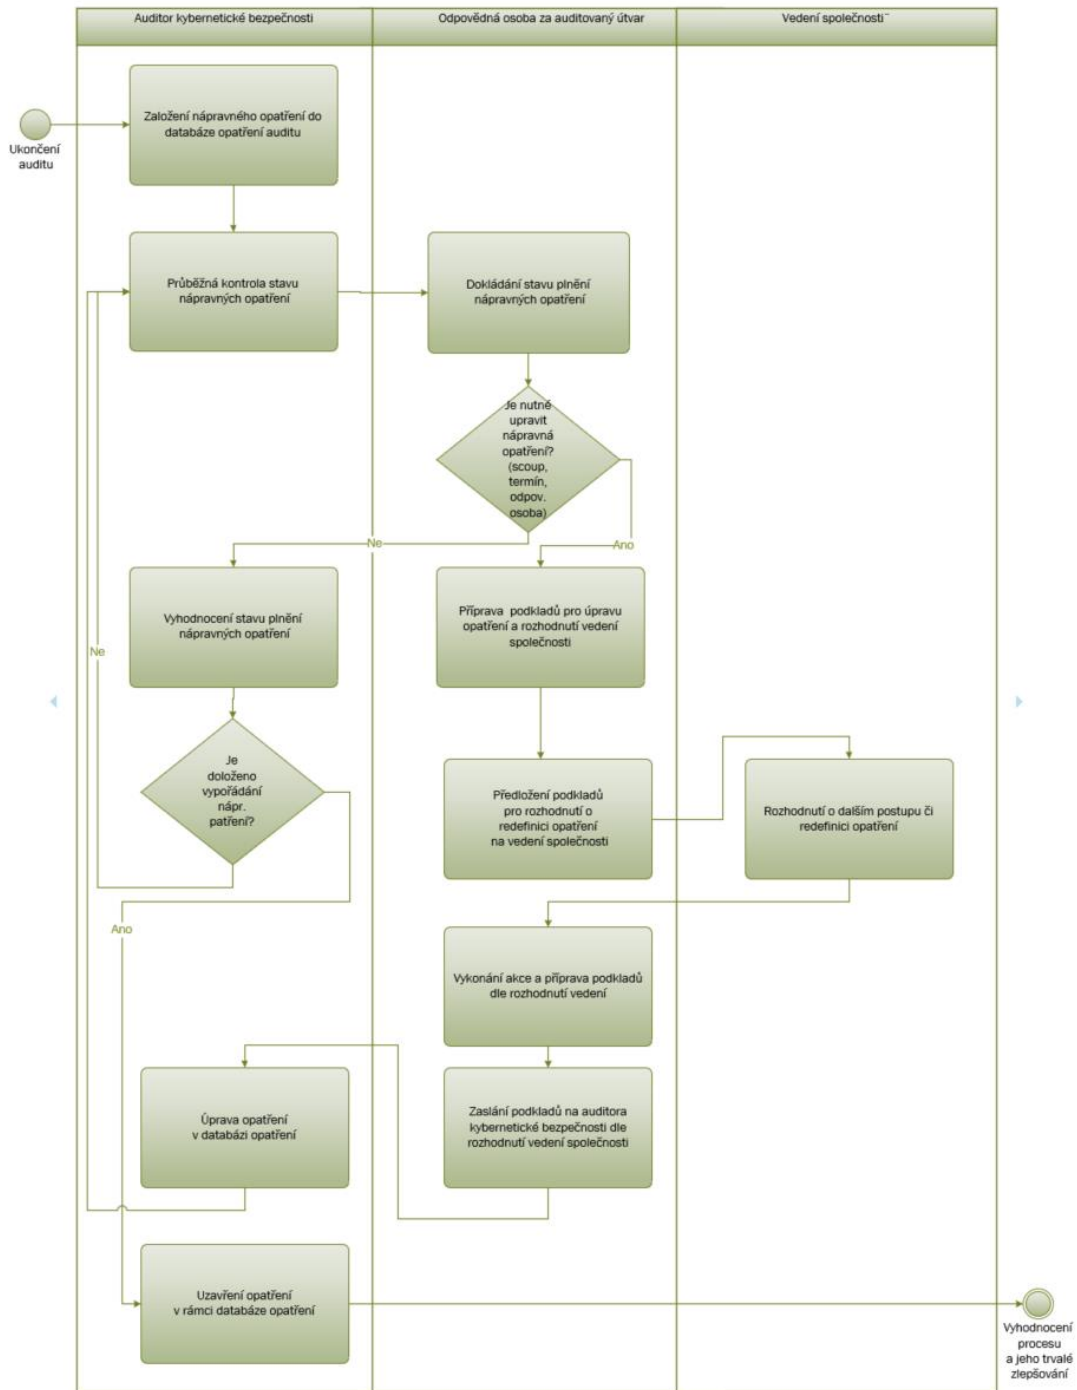 Auditor kybernetické bezpečnosti
Odpovědná osoba za auditovaný útvar
Vedení společnosti¨
Založení nápravného opatření do
databáze opatření auditu
Ukončení
auditu
Průběžná kontrola stavu
nápravných opatření
Dokládání stavu plnění
nápravných opatření
Je nutné
upravit
nápravná
opatření?
(scoup,
termín,
odpov.
osoba)
Ne
Ano
Vyhodnocení stavu plnění
nápravných opatření
Příprava podkladů pro úpravu
opatření a rozhodnutí vedení
společnosti
Ne
Je
doloženo
vypořádání
nápr.
patření?
Předložení podkladů
pro rozhodnutí o
redefinici opatření
na vedení společnosti
Rozhodnutí o dalším postupu či
redefinici opatření
Ano
Vykonání akce a příprava podkladů
dle rozhodnutí vedení
Úprava opatření
v databázi opatření
Zaslání podkladů na auditora
kybernetické bezpečnosti dle
rozhodnutí vedení společnosti
Uzavření opatření
v rámci databáze opatření
Vyhodnocení
procesu
a jeho trvalé
zlepšování